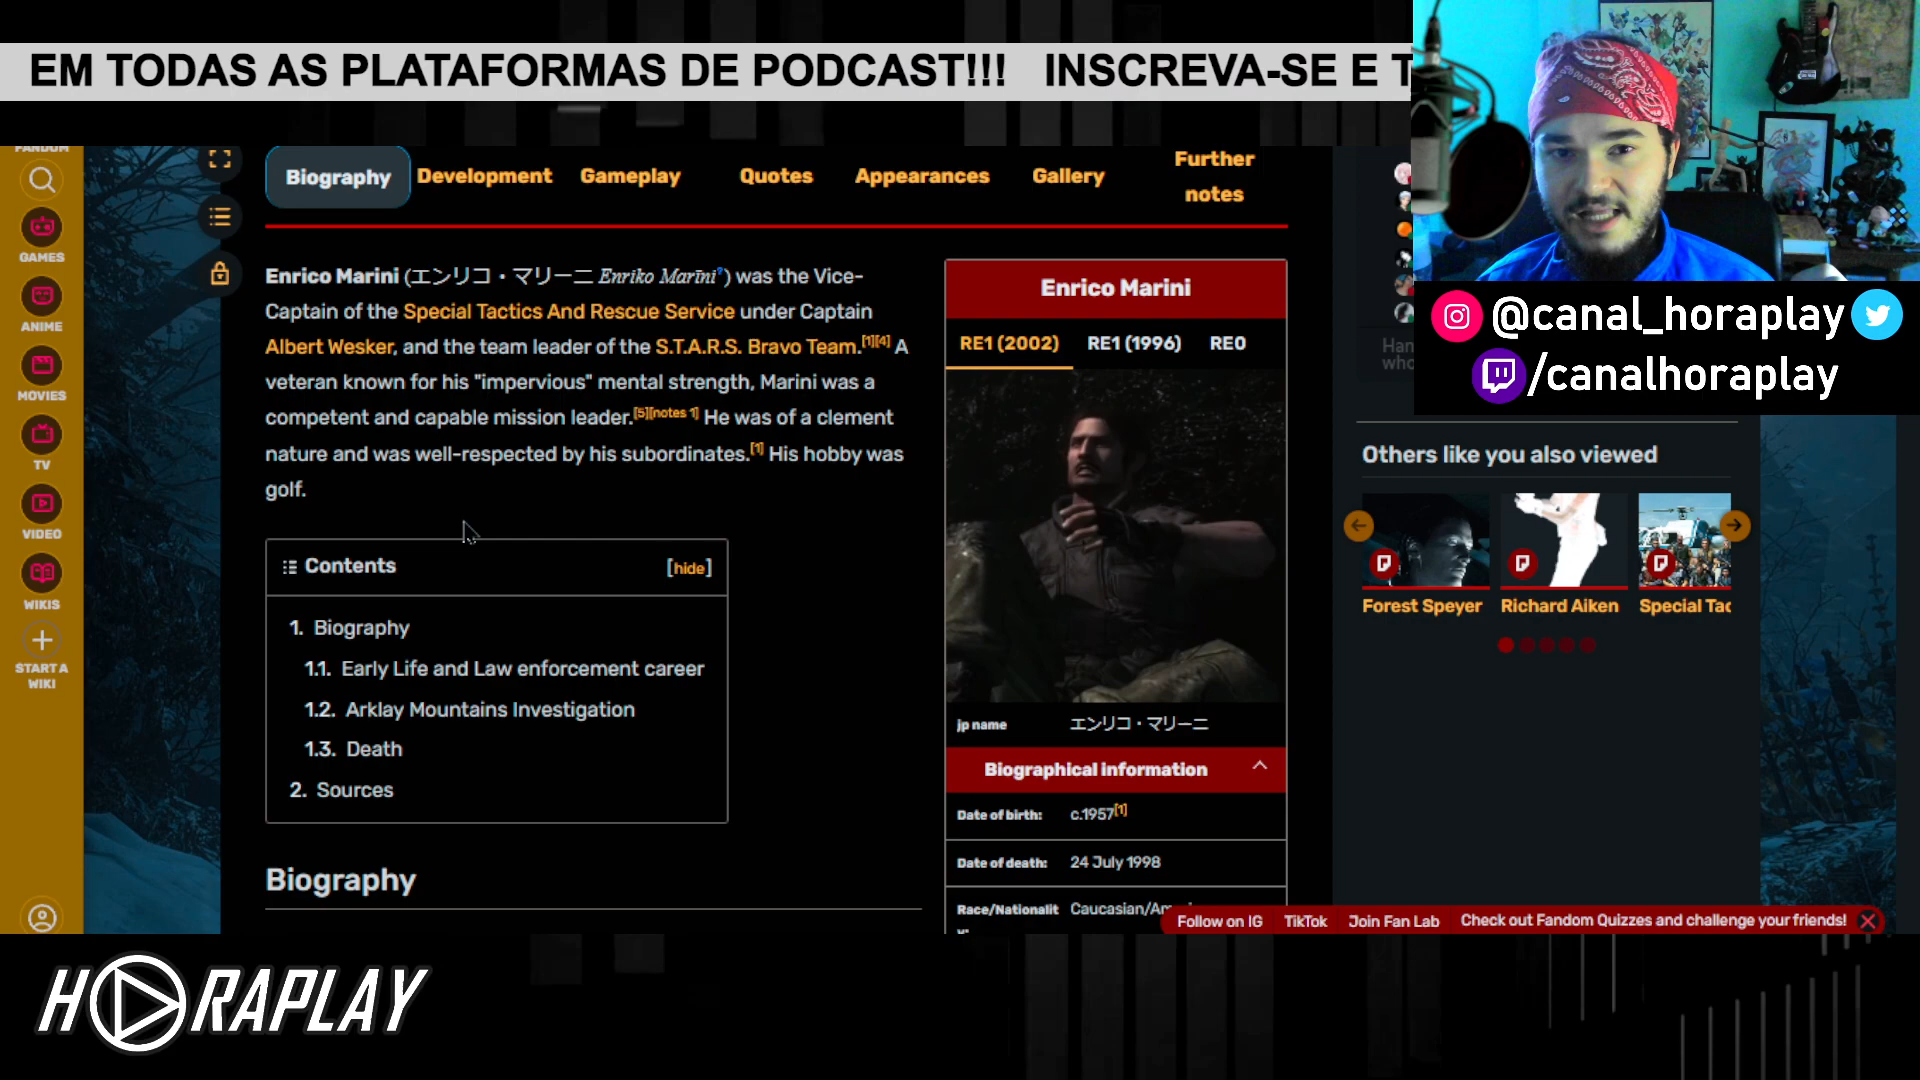 EM TODAS AS PLATAFORMAS DE PODCAST!!! INSCREVA-SE E T
FANDOM
GAMES
ANIME
MOVIES
TV
VIDEO
WIKIS
START A
WIKI
Biography
Development
Gameplay
Quotes
Appearances
Gallery
Further
notes
Enrico Marini (エンリコ・マリーニ Enriko Marīni?) was the Vice-
Captain of the Special Tactics And Rescue Service under Captain
Albert Wesker, and the team leader of the S.T.A.R.S. Bravo Team.[1][4] A
veteran known for his "impervious" mental strength, Marini was a
competent and capable mission leader.[5][notes 1] He was of a clement
nature and was well-respected by his subordinates.[1] His hobby was
golf.
Contents [hide]
1. Biography
1.1. Early Life and Law enforcement career
1.2. Arklay Mountains Investigation
1.3. Death
2. Sources
Biography
Enrico Marini
RE1 (2002) RE1 (1996) RE0
jp name エンリコ・マリーニ
Biographical information
Date of birth: c.1957[1]
Date of death: 24 July 1998
Race/Nationalit Caucasian/Am
y:
@canal_horaplay
/canalhoraplay
Han
who
Others like you also viewed
Forest Speyer
Richard Aiken
Special Tac
Follow on IG TikTok Join Fan Lab Check out Fandom Quizzes and challenge your friends!
HORAPLAY